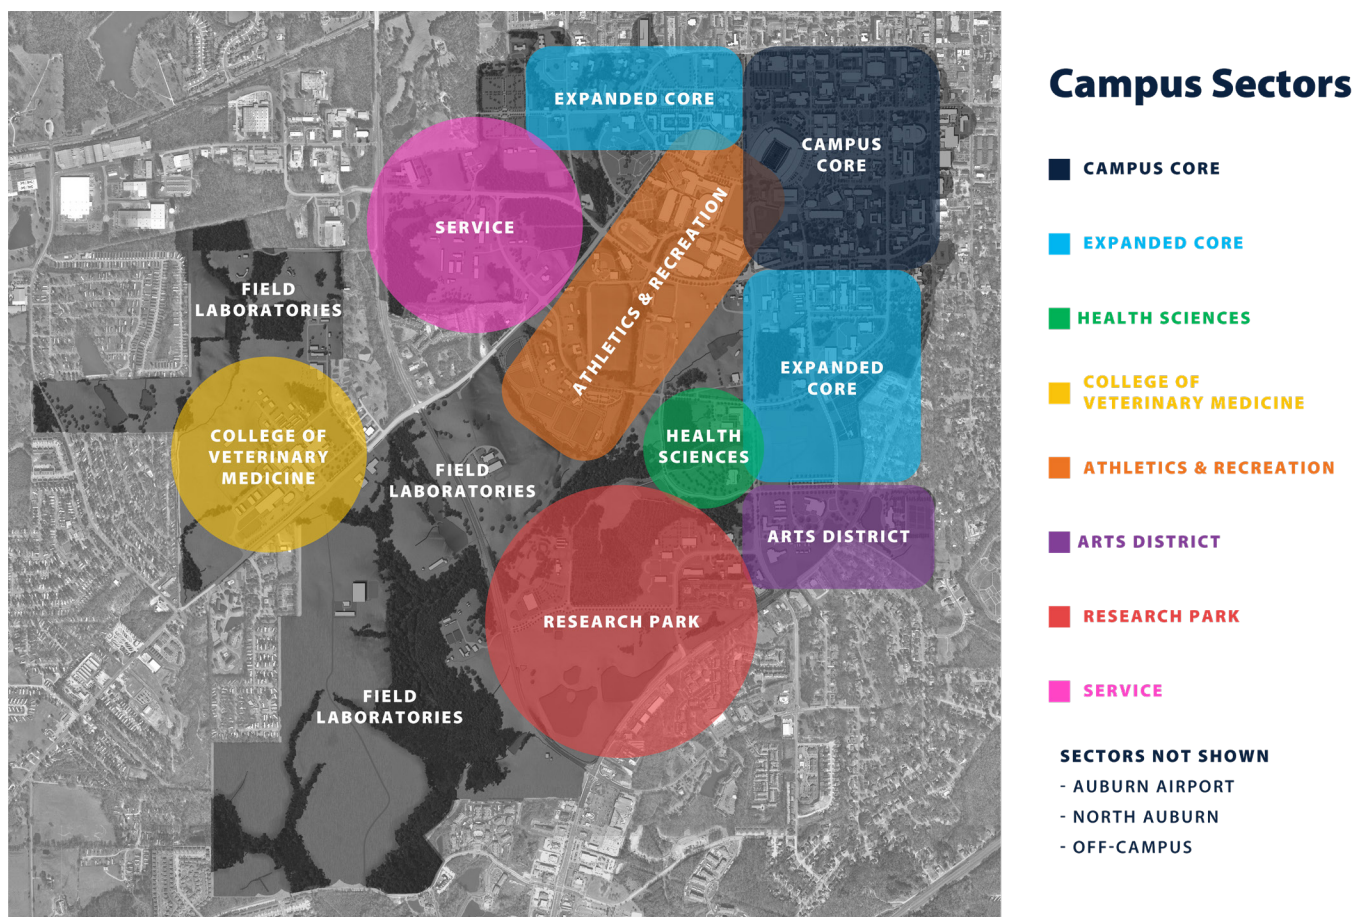 EXPANDED CORE
CAMPUS
CORE
SERVICE
ATHLETICS & RECREATION
FIELD
LABORATORIES
EXPANDED
CORE
COLLEGE OF
VETERINARY
MEDICINE
HEALTH
SCIENCES
FIELD
LABORATORIES
ARTS DISTRICT
RESEARCH PARK
FIELD
LABORATORIES
Campus Sectors
CAMPUS CORE
EXPANDED CORE
HEALTH SCIENCES
COLLEGE OF
VETERINARY MEDICINE
ATHLETICS & RECREATION
ARTS DISTRICT
RESEARCH PARK
SERVICE
SECTORS NOT SHOWN
- AUBURN AIRPORT
- NORTH AUBURN
- OFF-CAMPUS